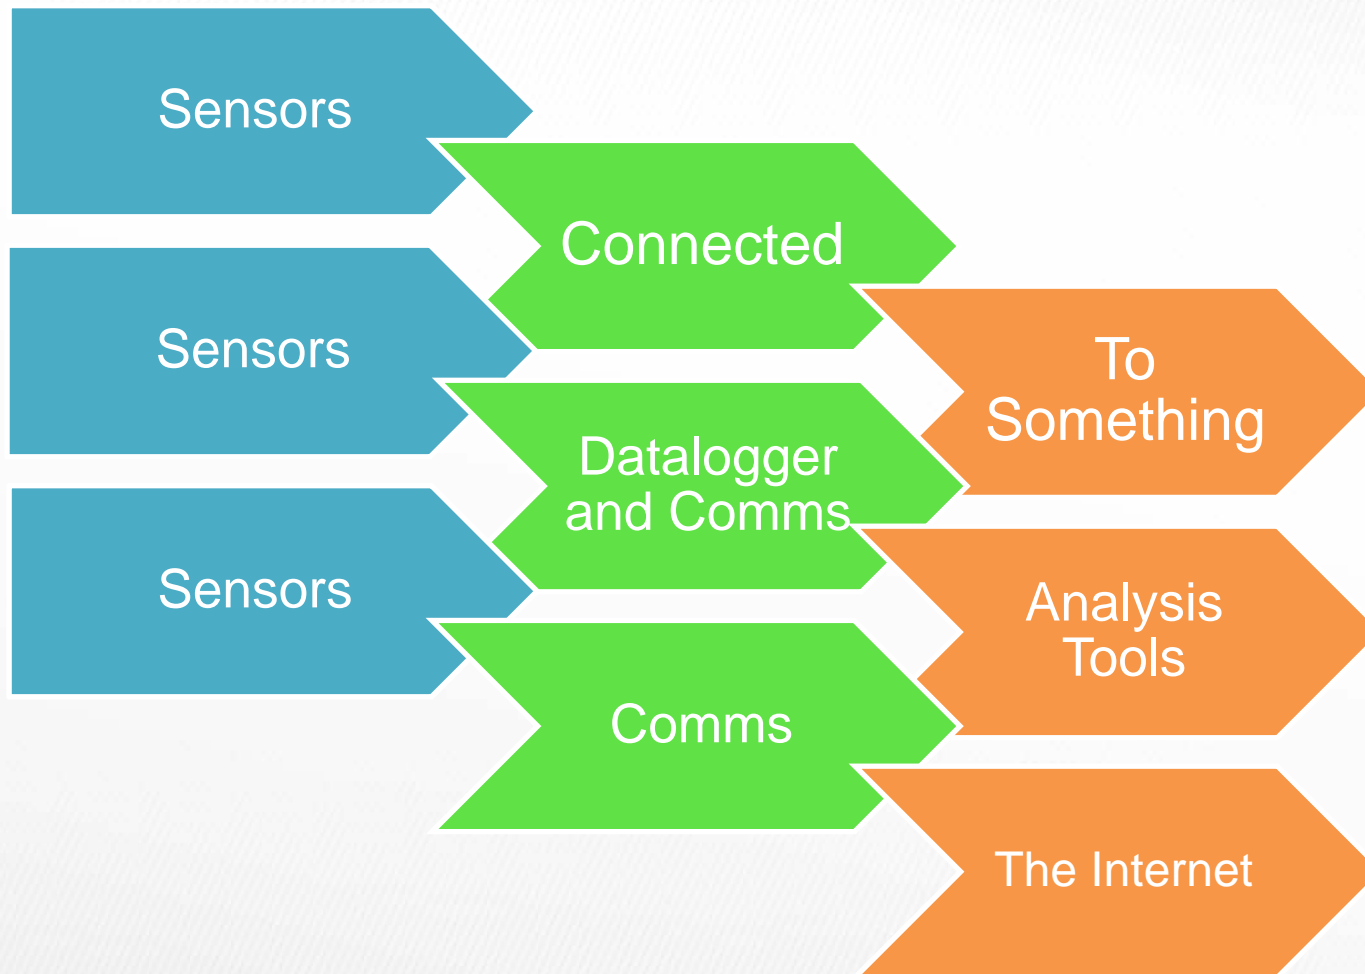 Sensors
Connected
To
Something
Sensors
Datalogger
and Comms
Analysis
Tools
Sensors
Comms
The Internet